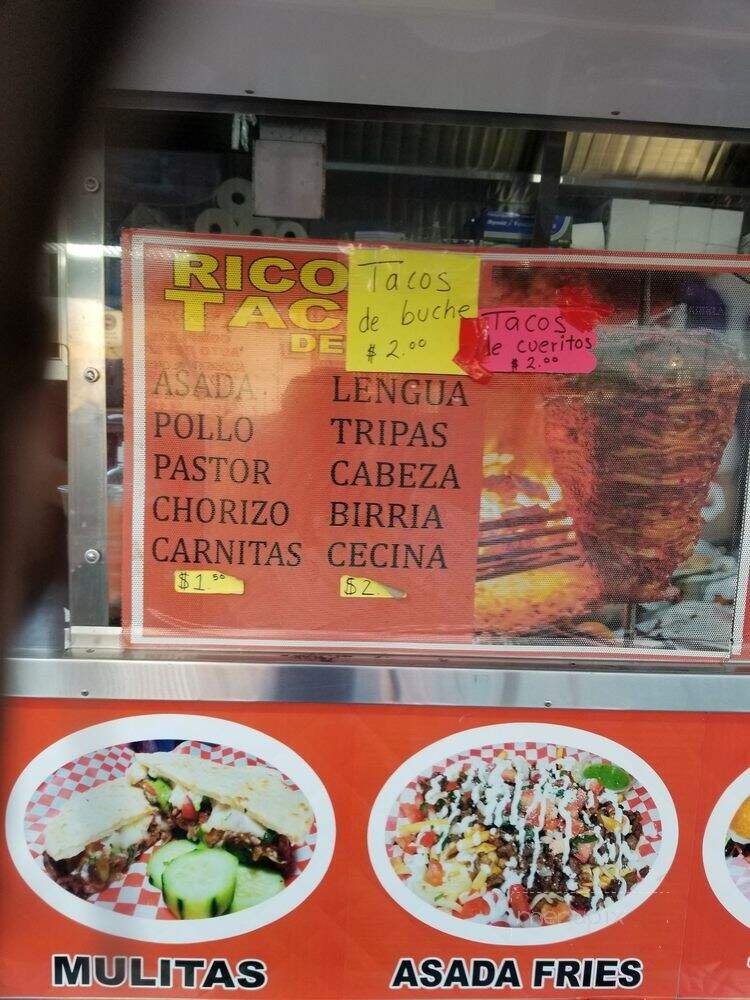 RICO
TAC
DE
Tacos
de buche
$ 2.00
Tacos
de cueritos
$ 2.00
ASADA
POLLO
PASTOR
CHORIZO
CARNITAS
$1 50
LENGUA
TRIPAS
CABEZA
BIRRIA
CECINA
$2
MULITAS
ASADA FRIES